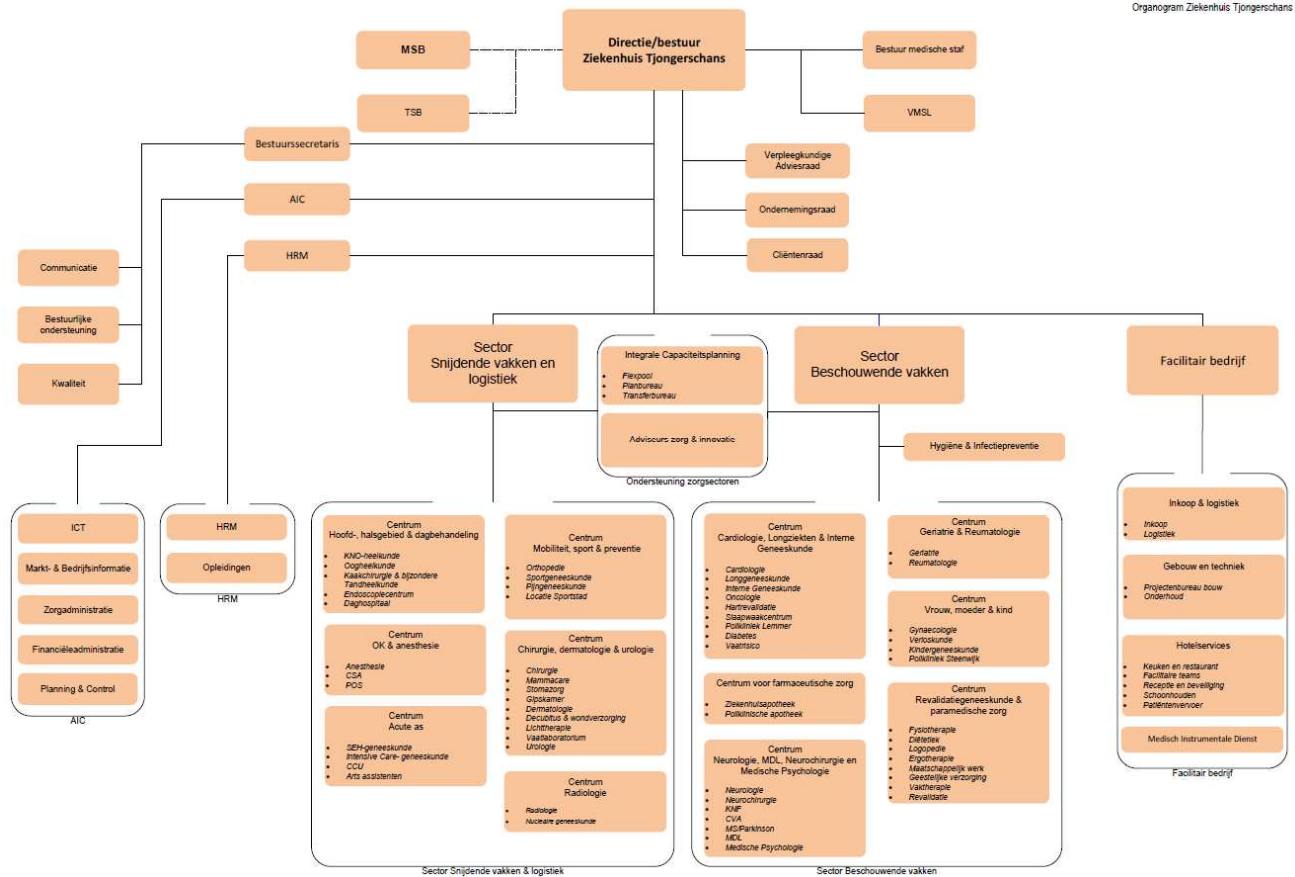 Organogram Ziekenhuis Tjongerschans
Directie/bestuur
Ziekenhuis Tjongerschans
MSB
TSB
Bestuur medische staf
VMSL
Bestuurssecretaris
AIC
HRM
Verpleegkundige
Adviesraad
Ondernemingsraad
Cliëntenraad
Communicatie
Bestuurlijke
ondersteuning
Kwaliteit
Sector
Snijdende vakken en
logistiek
Integrale Capaciteitsplanning
• Flexpool
• Planbureau
• Transferbureau
Adviseurs zorg & innovatie
Ondersteuning zorgsectoren
Sector
Beschouwende vakken
Facilitair bedrijf
Hygiëne & Infectiepreventie
ICT
Markt- & Bedrijfsinformatie
Zorgadministratie
Financiëleadministratie
Planning & Control
AIC
HRM
Opleidingen
HRM
Centrum
Hoofd-, halsgebied & dagbehandeling
• KNO-heelkunde
• Oogheelkunde
• Kaakchirurgie & bijzondere
Tandheelkunde
• Endoscopiecentrum
• Daghospitaal
Centrum
OK & anesthesie
• Anesthesie
• CSA
• POS
Centrum
Acute as
• SEH-geneeskunde
• Intensive Care- geneeskunde
• CCU
• Arts assistenten
Centrum
Mobiliteit, sport & preventie
• Orthopedie
• Sportgeneeskunde
• Pijngeneeskunde
• Locatie Sportstad
Centrum
Chirurgie, dermatologie & urologie
• Chirurgie
• Mammacare
• Stomazorg
• Gipskamer
• Dermatologie
• Decubitus & wondverzorging
• Lichttherapie
• Vaatlaboratorium
• Urologie
Centrum
Radiologie
• Radiologie
• Nucleaire geneeskunde
Sector Snijdende vakken & logistiek
Centrum
Cardiologie, Longziekten & Interne
Geneeskunde
• Cardiologie
• Longgeneeskunde
• Interne Geneeskunde
• Oncologie
• Hartrevalidatie
• Slaapwaakcentrum
• Polikliniek Lemmer
• Diabetes
• Vaatrisico
Centrum voor farmaceutische zorg
• Ziekenhuisapotheek
• Poliklinische apotheek
Centrum
Neurologie, MDL, Neurochirurgie en
Medische Psychologie
• Neurologie
• Neurochirurgie
• KNF
• CVA
• MS/Parkinson
• MDL
• Medische Psychologie
Centrum
Geriatrie & Reumatologie
• Geriatrie
• Reumatologie
Centrum
Vrouw, moeder & kind
• Gynaecologie
• Verloskunde
• Kindergeneeskunde
• Polikliniek Steenwijk
Centrum
Revalidatiegeneeskunde &
paramedische zorg
• Fysiotherapie
• Diëtetiek
• Logopedie
• Ergotherapie
• Maatschappelijk werk
• Geestelijke verzorging
• Vaktherapie
• Revalidatie
Sector Beschouwende vakken
Inkoop & logistiek
• Inkoop
• Logistiek
Gebouw en techniek
• Projectenbureau bouw
• Onderhoud
Hotelservices
• Keuken en restaurant
• Facilitaire teams
• Receptie en beveiliging
• Schoonhouden
• Patiëntenvervoer
Medisch Instrumentale Dienst
Facilitair bedrijf